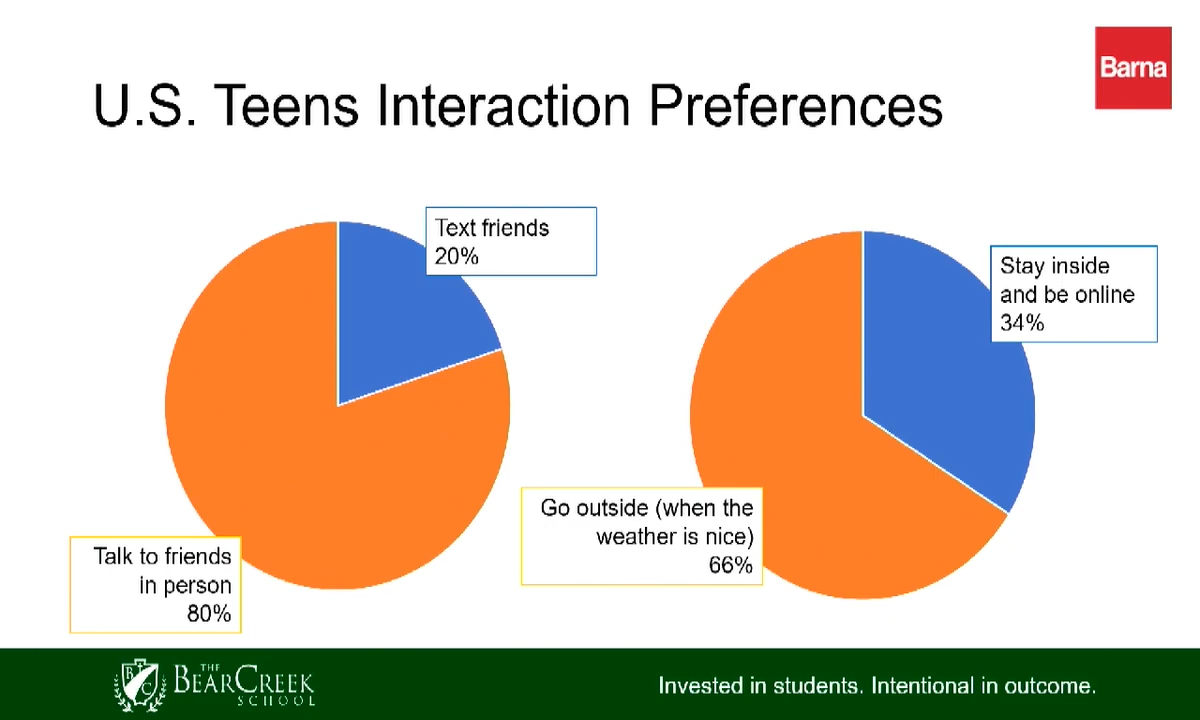 Barna
U.S. Teens Interaction Preferences
Text friends
20%
Talk to friends
in person
80%
Stay inside
and be online
34%
Go outside (when the
weather is nice)
66%
B
C
THE
BEARCREEK
SCHOOL
Invested in students. Intentional in outcome.